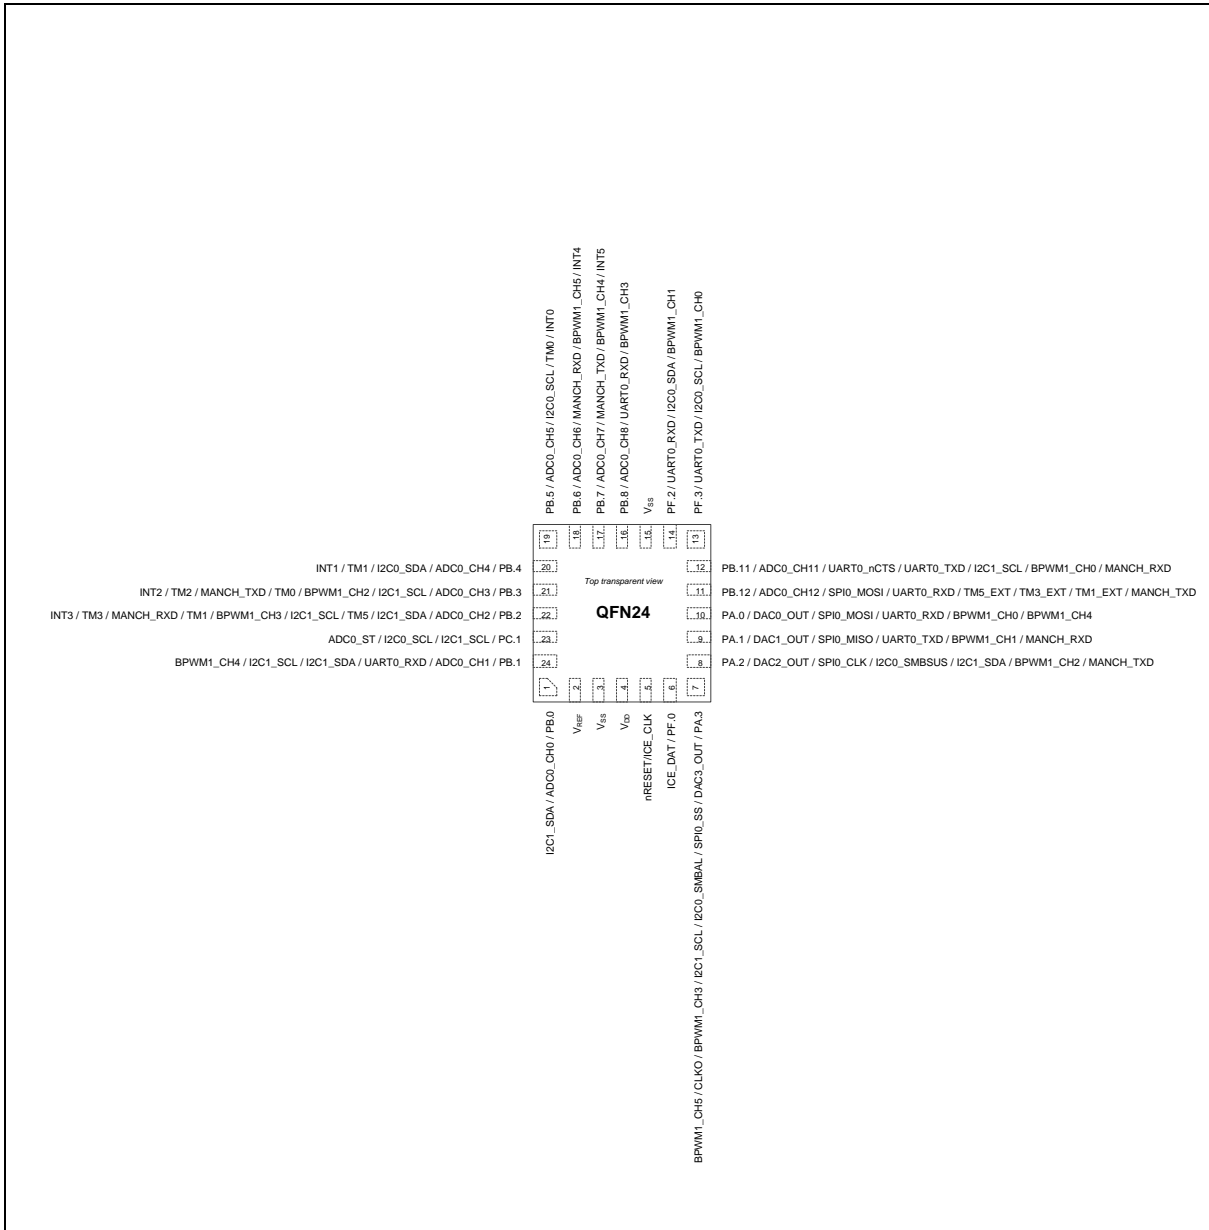 PB.5 / ADC0_CH5 / I2C0_SCL / TM0 / INT0
PB.6 / ADC0_CH6 / MANCH_RXD / BPWM1_CH5 / INT4
PB.7 / ADC0_CH7 / MANCH_TXD / BPWM1_CH4 / INT5
PB.8 / ADC0_CH8 / UART0_RXD / BPWM1_CH3
VSS
PF.2 / UART0_RXD / I2C0_SDA / BPWM1_CH1
PF.3 / UART0_TXD / I2C0_SCL / BPWM1_CH0
19
18
17
16
15
14
13
INT1 / TM1 / I2C0_SDA / ADC0_CH4 / PB.4
20
INT2 / TM2 / MANCH_TXD / TM0 / BPWM1_CH2 / I2C1_SCL / ADC0_CH3 / PB.3
21
INT3 / TM3 / MANCH_RXD / TM1 / BPWM1_CH3 / I2C1_SCL / TM5 / I2C1_SDA / ADC0_CH2 / PB.2
22
ADC0_ST / I2C0_SCL / I2C1_SCL / PC.1
23
BPWM1_CH4 / I2C1_SCL / I2C1_SDA / UART0_RXD / ADC0_CH1 / PB.1
24
Top transparent view
QFN24
12
PB.11 / ADC0_CH11 / UART0_nCTS / UART0_TXD / I2C1_SCL / BPWM1_CH0 / MANCH_RXD
11
PB.12 / ADC0_CH12 / SPI0_MOSI / UART0_RXD / TM5_EXT / TM3_EXT / TM1_EXT / MANCH_TXD
10
PA.0 / DAC0_OUT / SPI0_MOSI / UART0_RXD / BPWM1_CH0 / BPWM1_CH4
9
PA.1 / DAC1_OUT / SPI0_MISO / UART0_TXD / BPWM1_CH1 / MANCH_RXD
8
PA.2 / DAC2_OUT / SPI0_CLK / I2C0_SMBSUS / I2C1_SDA / BPWM1_CH2 / MANCH_TXD
1
2
3
4
5
6
7
I2C1_SDA / ADC0_CH0 / PB.0
VREF
VSS
VDD
nRESET/ICE_CLK
ICE_DAT / PF.0
BPWM1_CH5 / CLKO / BPWM1_CH3 / I2C1_SCL / I2C0_SMBAL / SPI0_SS / DAC3_OUT / PA.3